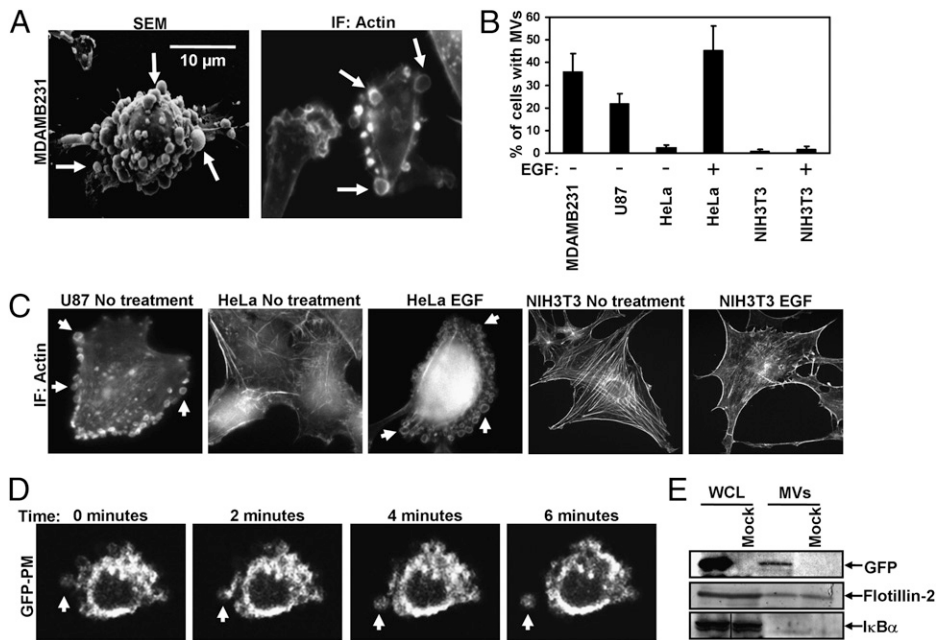 A
SEM
IF: Actin
10 µm
MDAMB231
B
% of cells with MVs
60
50
40
30
20
10
0
EGF: - - - + - +
MDAMB231
U87
HeLa
HeLa
NIH3T3
NIH3T3
C
U87 No treatment
HeLa No treatment
HeLa EGF
NIH3T3 No treatment
NIH3T3 EGF
IF: Actin
D
Time: 0 minutes
2 minutes
4 minutes
6 minutes
GFP-PM
E
WCL
MVs
Mock
Mock
GFP
Flotillin-2
IκBα